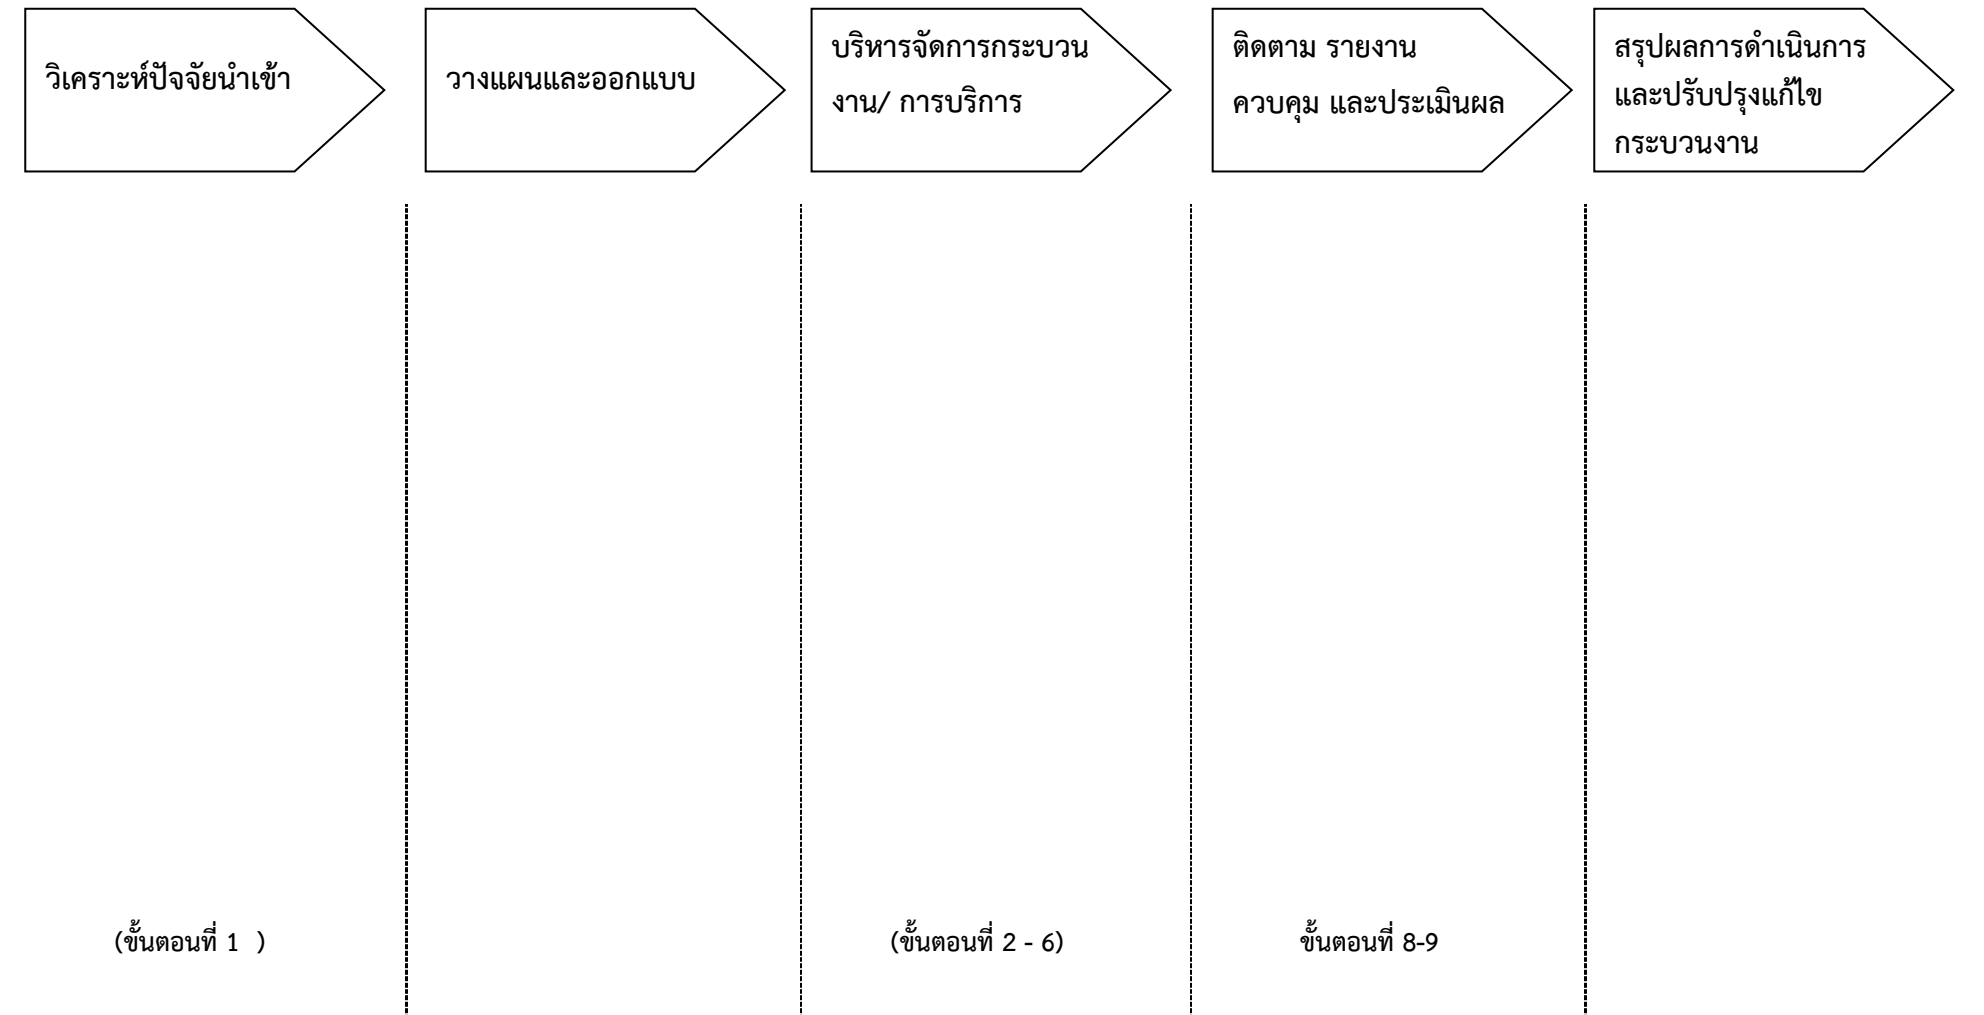 วิเคราะห์ปัจจัยนำเข้า
วางแผนและออกแบบ
บริหารจัดการกระบวน
งาน/ การบริการ
ติดตาม รายงาน
ควบคุม และประเมินผล
สรุปผลการดำเนินการ
และปรับปรุงแก้ไข
กระบวนงาน
(ขั้นตอนที่ 1  )
(ขั้นตอนที่ 2 - 6)
ขั้นตอนที่ 8-9